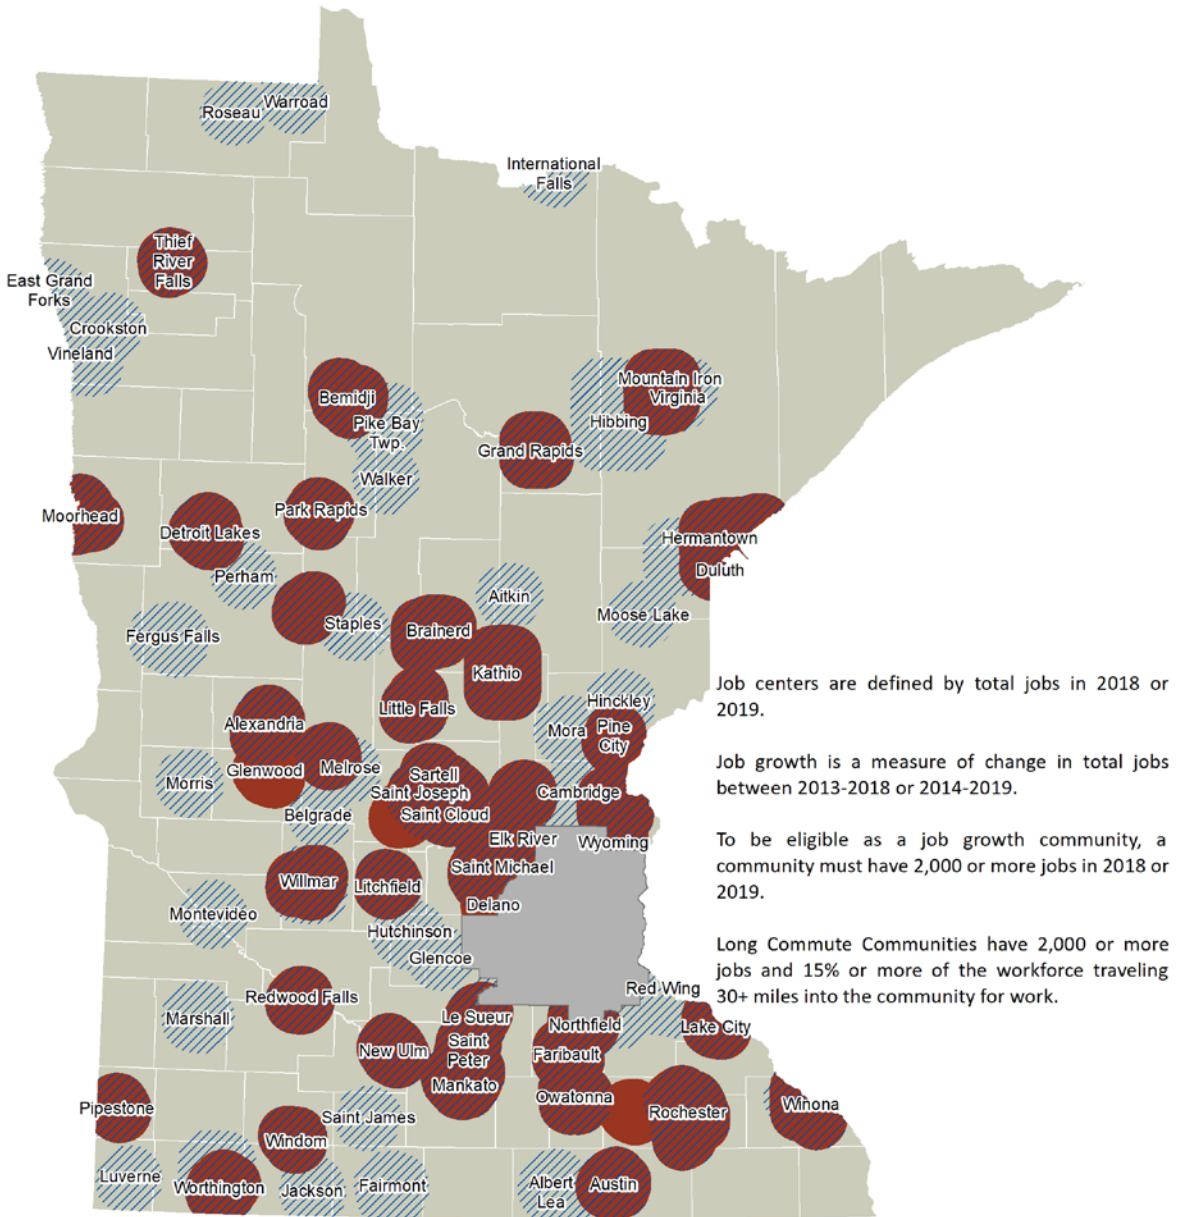 Roseau
Warroad
International
Falls
Thief
River
Falls
East Grand
Forks
Crookston
Vineland
Bemidji
Pike Bay
Twp.
Walker
Mountain Iron
Virginia
Hibbing
Grand Rapids
Moorhead
Detroit Lakes
Park Rapids
Perham
Hermantown
Duluth
Aitkin
Moose Lake
Staples
Fergus Falls
Brainerd
Kathio
Little Falls
Hinckley
Mora
Pine
City
Alexandria
Glenwood
Melrose
Morris
Belgrade
Sartell
Saint Joseph
Saint Cloud
Cambridge
Elk River
Wyoming
Saint Michael
Delano
Willmar
Litchfield
Montevideo
Hutchinson
Glencoe
Redwood Falls
Marshall
Red Wing
Lake City
Le Sueur
Saint
Peter
Mankato
New Ulm
Northfield
Faribault
Owatonna
Rochester
Winona
Pipestone
Saint James
Windom
Luverne
Worthington
Jackson
Fairmont
Albert
Lea
Austin
Job centers are defined by total jobs in 2018 or
2019.
Job growth is a measure of change in total jobs
between 2013-2018 or 2014-2019.
To be eligible as a job growth community, a
community must have 2,000 or more jobs in 2018 or
2019.
Long Commute Communities have 2,000 or more
jobs and 15% or more of the workforce traveling
30+ miles into the community for work.